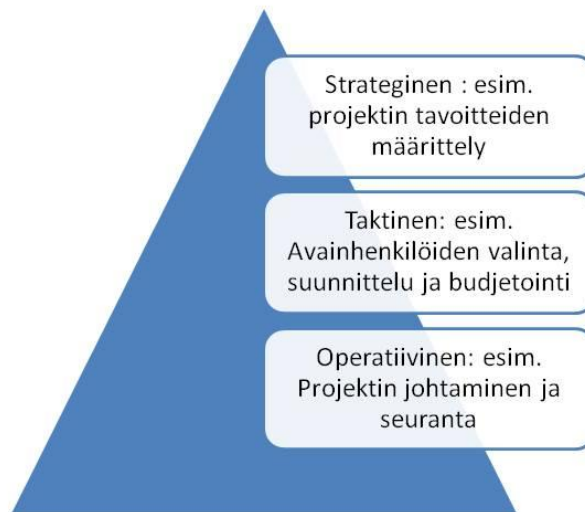 Strateginen : esim.
projektin tavoitteiden
määrittely
Taktinen: esim.
Avainhenkilöiden valinta,
suunnittelu ja budjetointi
Operatiivinen: esim.
Projektin johtaminen ja
seuranta